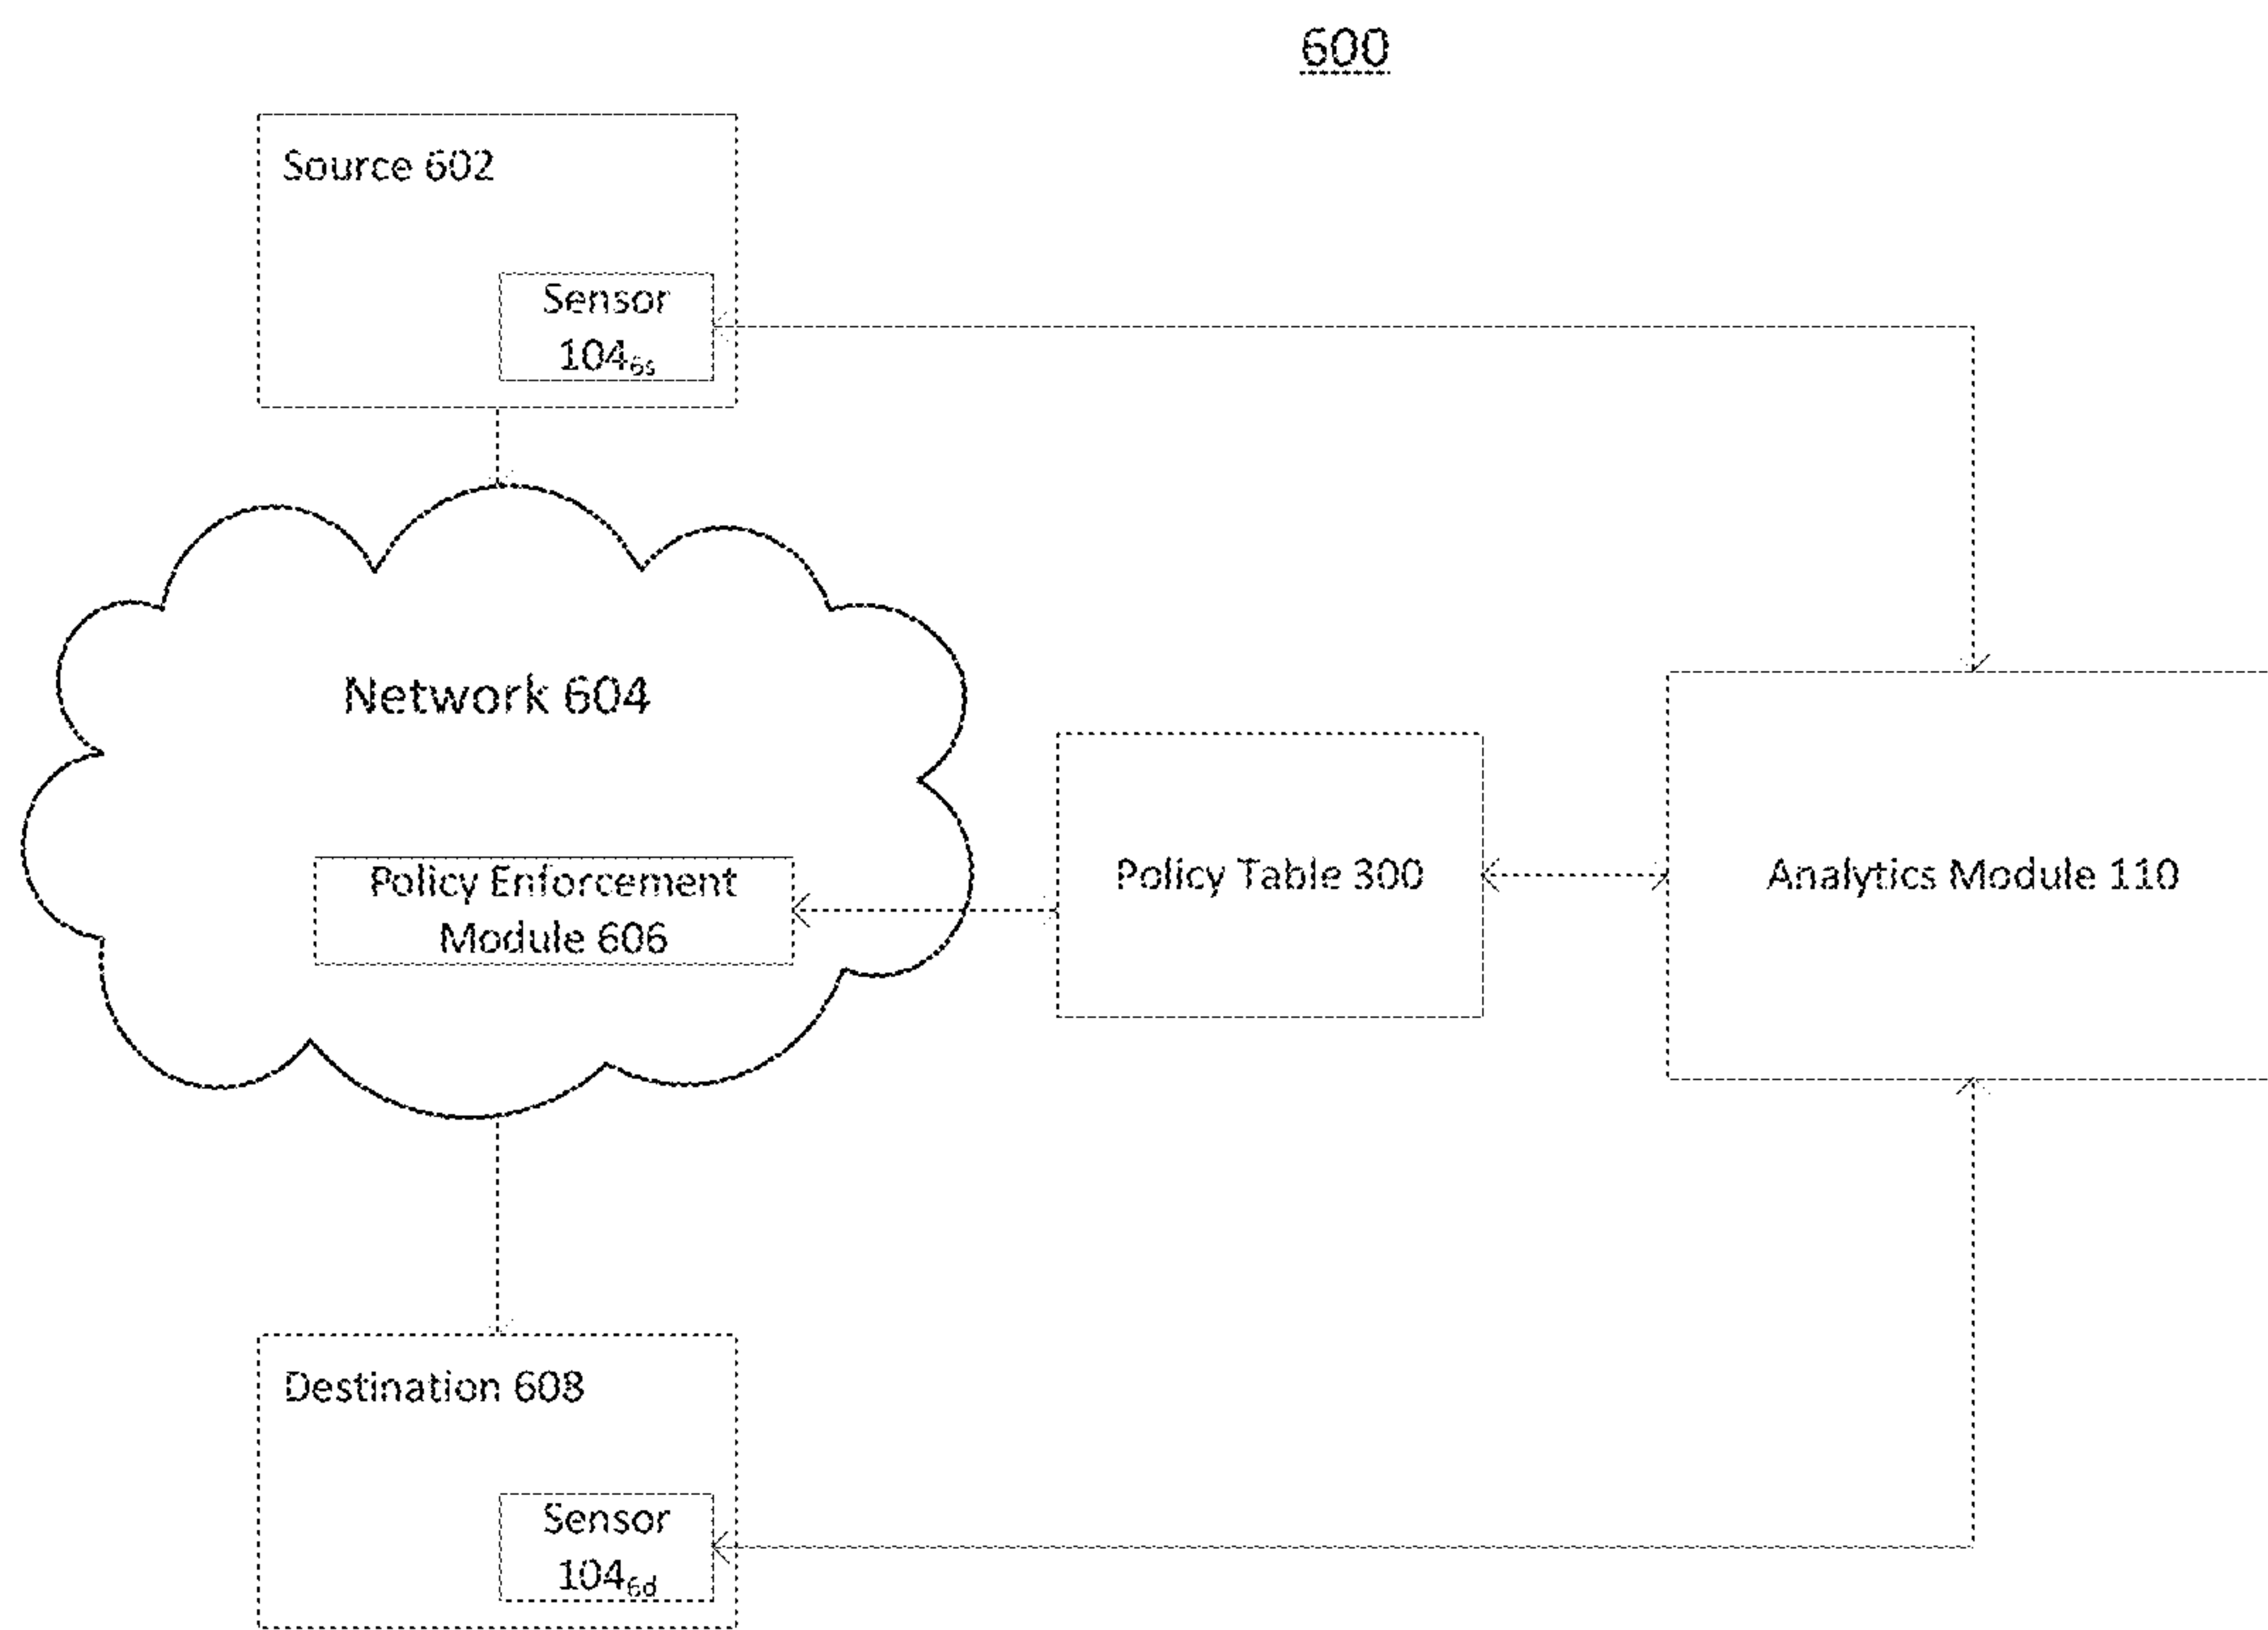 600
Source 602
Sensor
104₆ₛ
Network 604
Policy Enforcement
Module 606
Policy Table 300
Analytics Module 110
Destination 608
Sensor
1046d